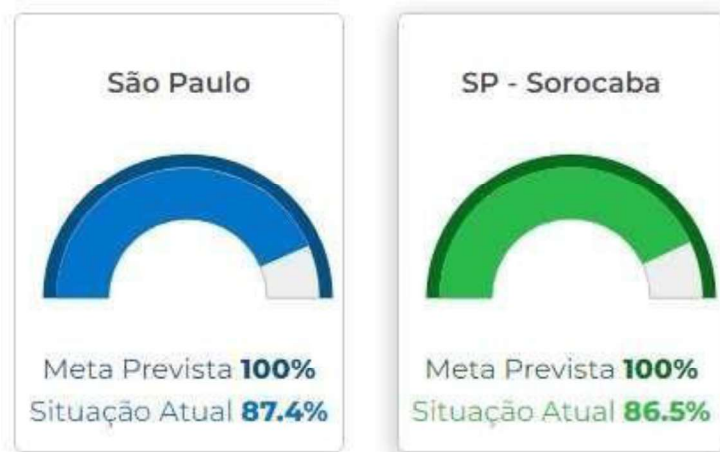 São Paulo
Meta Prevista 100%
Situação Atual 87.4%
SP - Sorocaba
Meta Prevista 100%
Situação Atual 86.5%